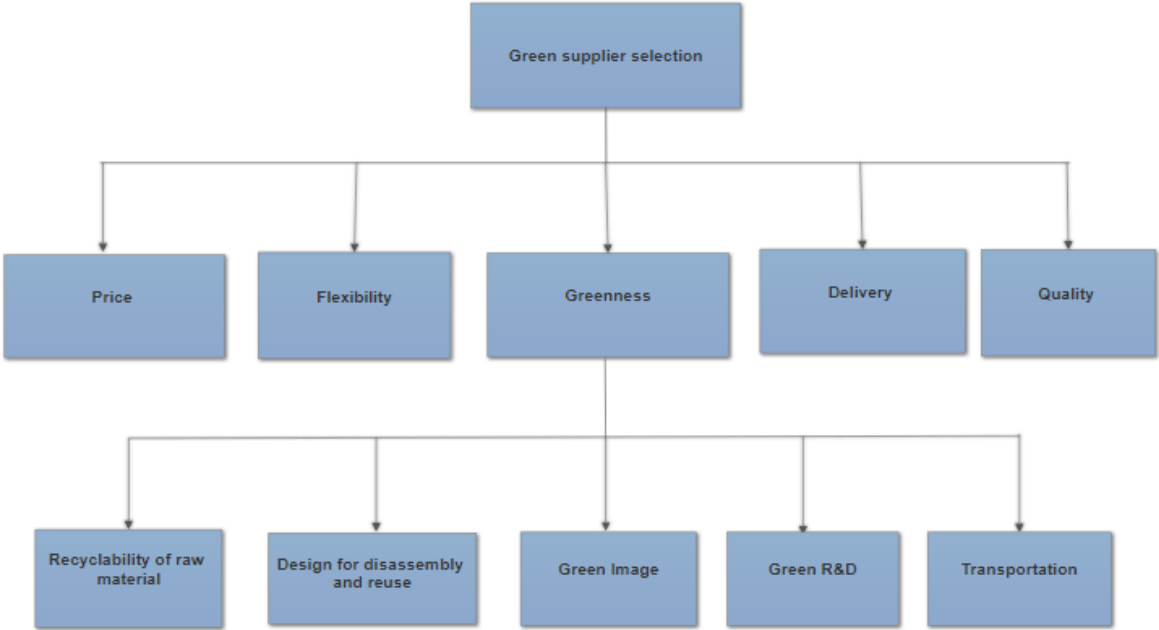 Green supplier selection
Price
Flexibility
Greenness
Delivery
Quality
Recyclability of raw
material
Design for disassembly
and reuse
Green Image
Green R&D
Transportation